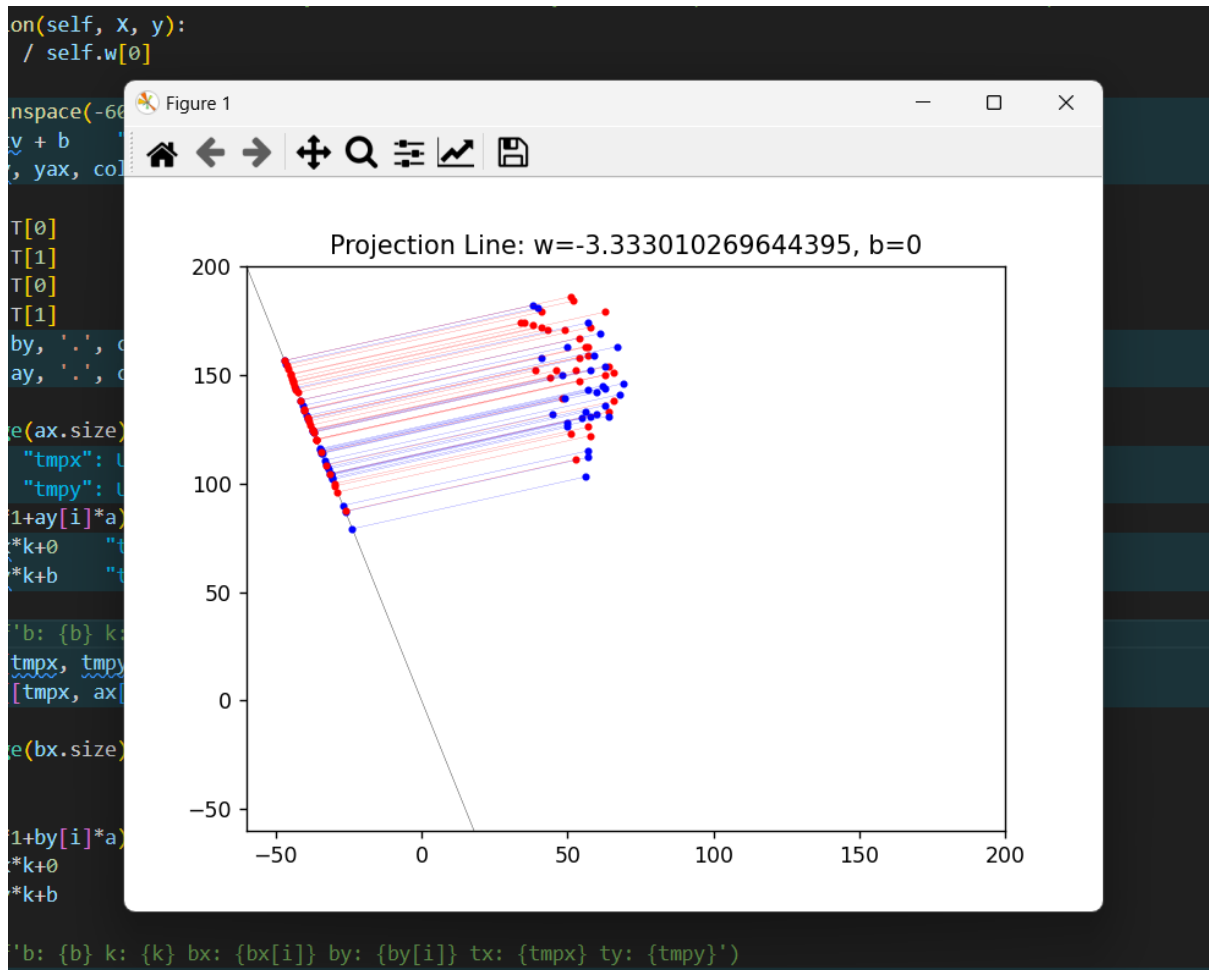 on(self, X, y):
/ self.w[0]
nspace(-60
Figure 1
v + b "
, yax, col
T[0]
Projection Line: w=-3.333010269644395, b=0
T[1]
200
T[0]
T[1]
by, '.', c
ay, '.', c
150
e(ax.size)
"tmpx": U
"tmpy": U
100
1+ay[i]*a)
*k+0 "t
*k+b "t
50
'b: {b} k:
tmpx, tmpy
[tmpx, ax[
0
e(bx.size)
−50
1+by[i]*a)
*k+0
−50 0 50 100 150 200
*k+b
'b: {b} k: {k} bx: {bx[i]} by: {by[i]} tx: {tmpx} ty: {tmpy}')